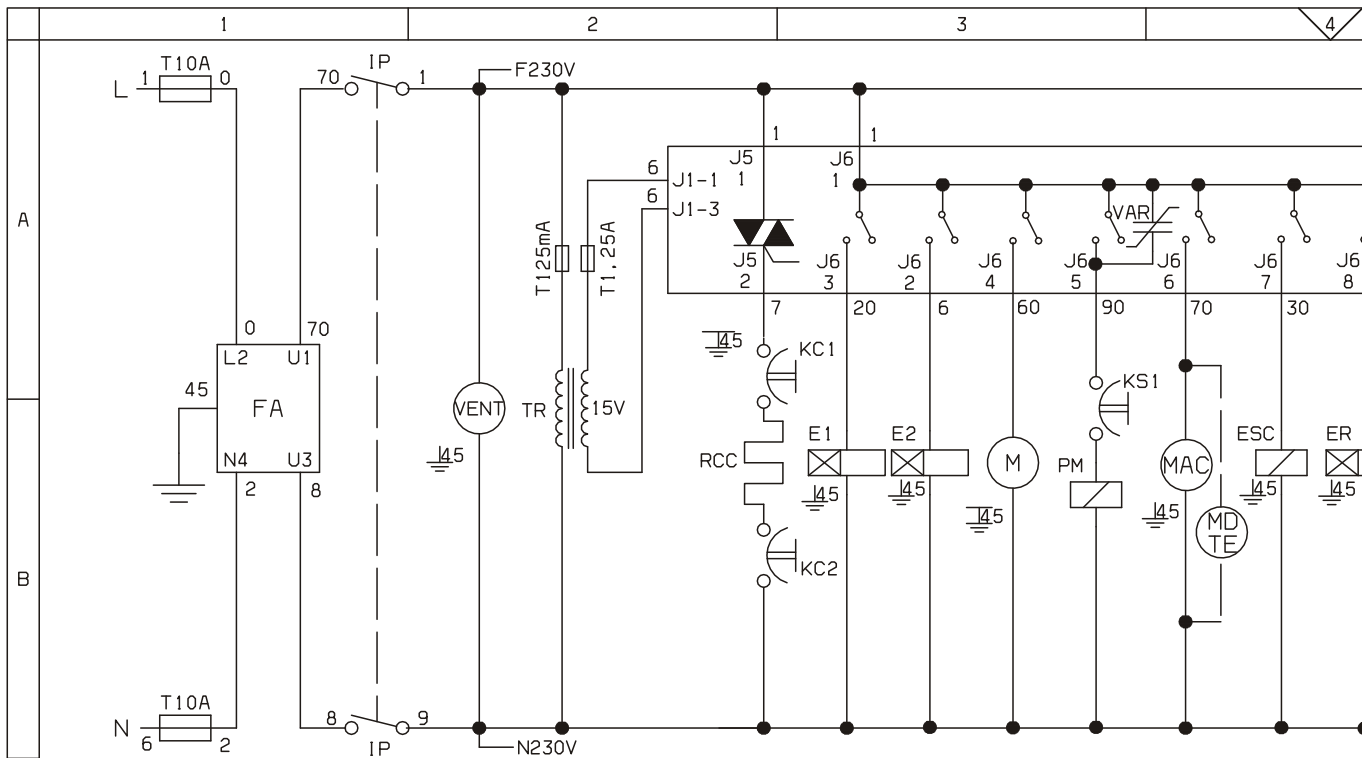 1 2 3 4
A
B
T10A
L 1 0
70 IP 1
F230V
1 1
J5 J6
1 1
6 J1-1
6 J1-3
VAR
T125mA
T1,25A
J5 J6 J6 J6 J6 J6 J6 J6
2 3 2 4 5 6 7 8
7 20 6 60 90 70 30
0 70
L2 U1
45 FA
N4 U3
2 8
VENT
45
TR 15V
45
KC1
KS1
RCC
E1 E2 M PM MAC ESC ER
45 45 45 45 45 45
MD
TE
KC2
T10A
N 6 2
8 IP 9
N230V